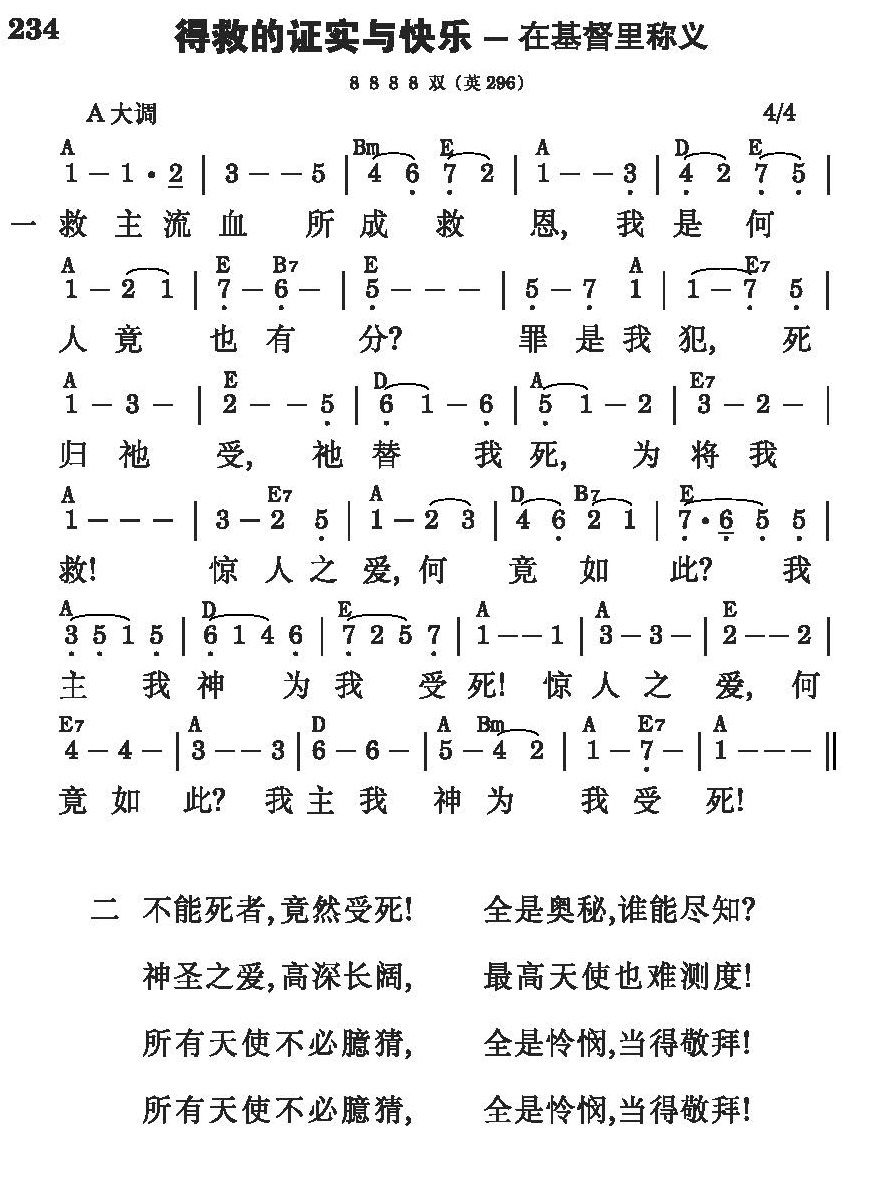 234 得救的证实与快乐 — 在基督里称义
8 8 8 8 双（英296）
A 大调 4/4
A Bm E A D E
1 – 1 · 2 | 3 – – 5 | 4 6 7 2 | 1 – – 3 | 4 2 7 5 |
一 救 主 流 血 所 成 救 恩, 我 是 何
A E B7 E A E7
1 – 2 1 | 7 – 6 – | 5 – – – | 5 – 7 1 | 1 – 7 5 |
人 竟 也 有 分? 罪 是 我 犯, 死
A E D A E7
1 – 3 – | 2 – – 5 | 6 1 – 6 | 5 1 – 2 | 3 – 2 – |
归 祂 受, 祂 替 我 死, 为 将 我
A E7 A D B7 E
1 – – – | 3 – 2 5 | 1 – 2 3 | 4 6 2 1 | 7 · 6 5 5 |
救! 惊 人 之 爱, 何 竟 如 此? 我
A D E A A E
3 5 1 5 | 6 1 4 6 | 7 2 5 7 | 1 – – 1 | 3 – 3 – | 2 – – 2 |
主 我 神 为 我 受 死! 惊 人 之 爱, 何
E7 A D A Bm A E7 A
4 – 4 – | 3 – – 3 | 6 – 6 – | 5 – 4 2 | 1 – 7 – | 1 – – – ‖
竟 如 此? 我 主 我 神 为 我 受 死!
二 不能死者,竟然受死! 全是奥秘,谁能尽知?
神圣之爱,高深长阔, 最高天使也难测度!
所有天使不必臆猜, 全是怜悯,当得敬拜!
所有天使不必臆猜, 全是怜悯,当得敬拜!